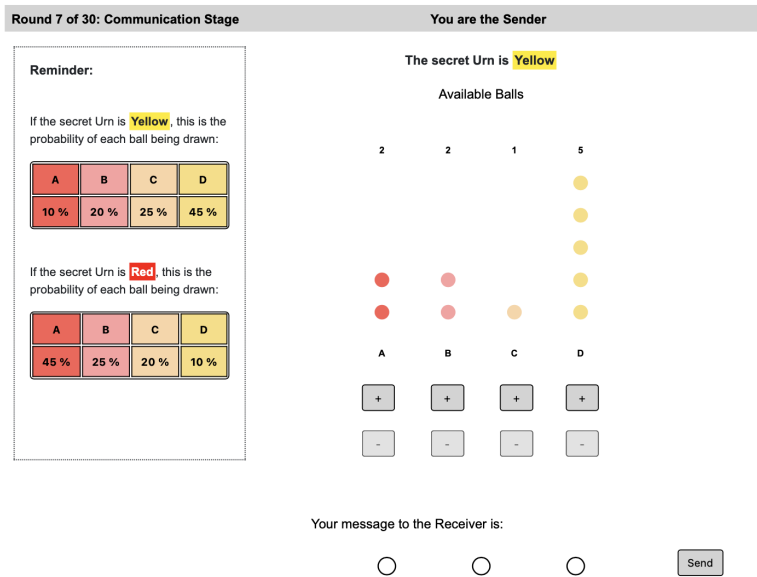 Round 7 of 30: Communication Stage
You are the Sender
Reminder:
If the secret Urn is Yellow, this is the
probability of each ball being drawn:
A B C D
10 % 20 % 25 % 45 %
If the secret Urn is Red, this is the
probability of each ball being drawn:
A B C D
45 % 25 % 20 % 10 %
The secret Urn is Yellow
Available Balls
2 2 1 5
A B C D
+ + + +
- - - -
Your message to the Receiver is:
Send